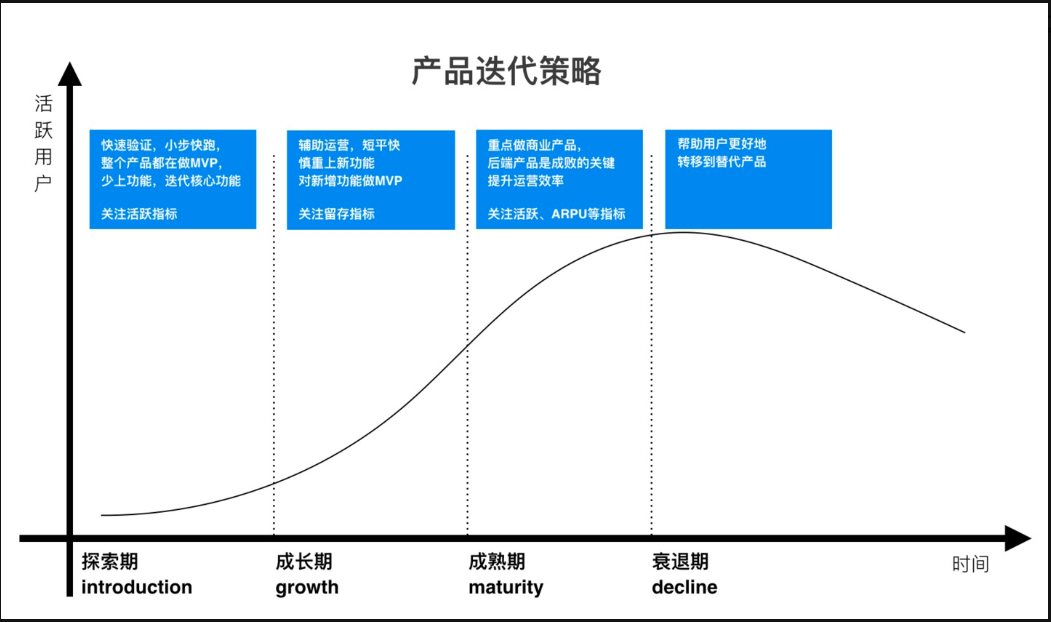 产品迭代策略
活
跃
用
户
快速验证，小步快跑，
整个产品都在做MVP，
少上功能，迭代核心功能
关注活跃指标
辅助运营，短平快
慎重上新功能
对新增功能做MVP
关注留存指标
重点做商业产品，
后端产品是成败的关键
提升运营效率
关注活跃、ARPU等指标
帮助用户更好地
转移到替代产品
探索期
introduction
成长期
growth
成熟期
maturity
衰退期
decline
时间